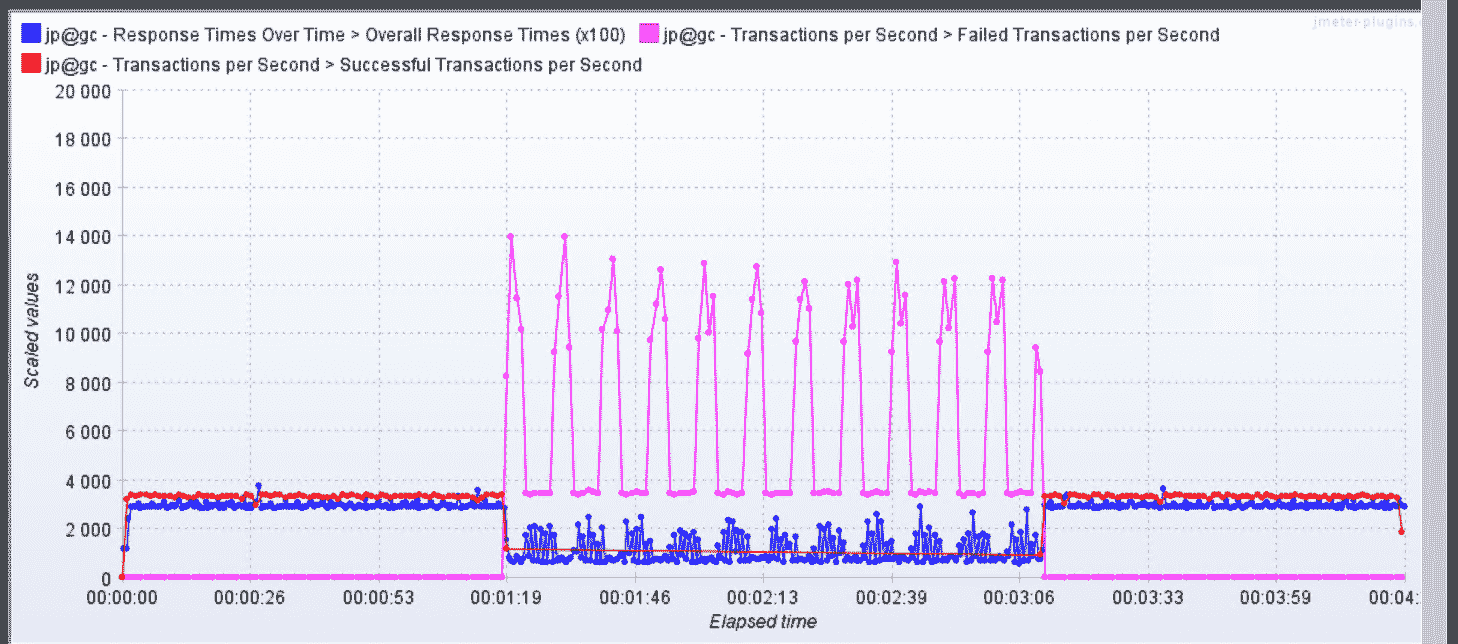 jmeter-plugins.
jp@gc - Response Times Over Time > Overall Response Times (x100) jp@gc - Transactions per Second > Failed Transactions per Second
jp@gc - Transactions per Second > Successful Transactions per Second
20 000
18 000
16 000
14 000
12 000
10 000
8 000
6 000
4 000
2 000
0
Scaled values
00:00:00 00:00:26 00:00:53 00:01:19 00:01:46 00:02:13 00:02:39 00:03:06 00:03:33 00:03:59 00:04:
Elapsed time